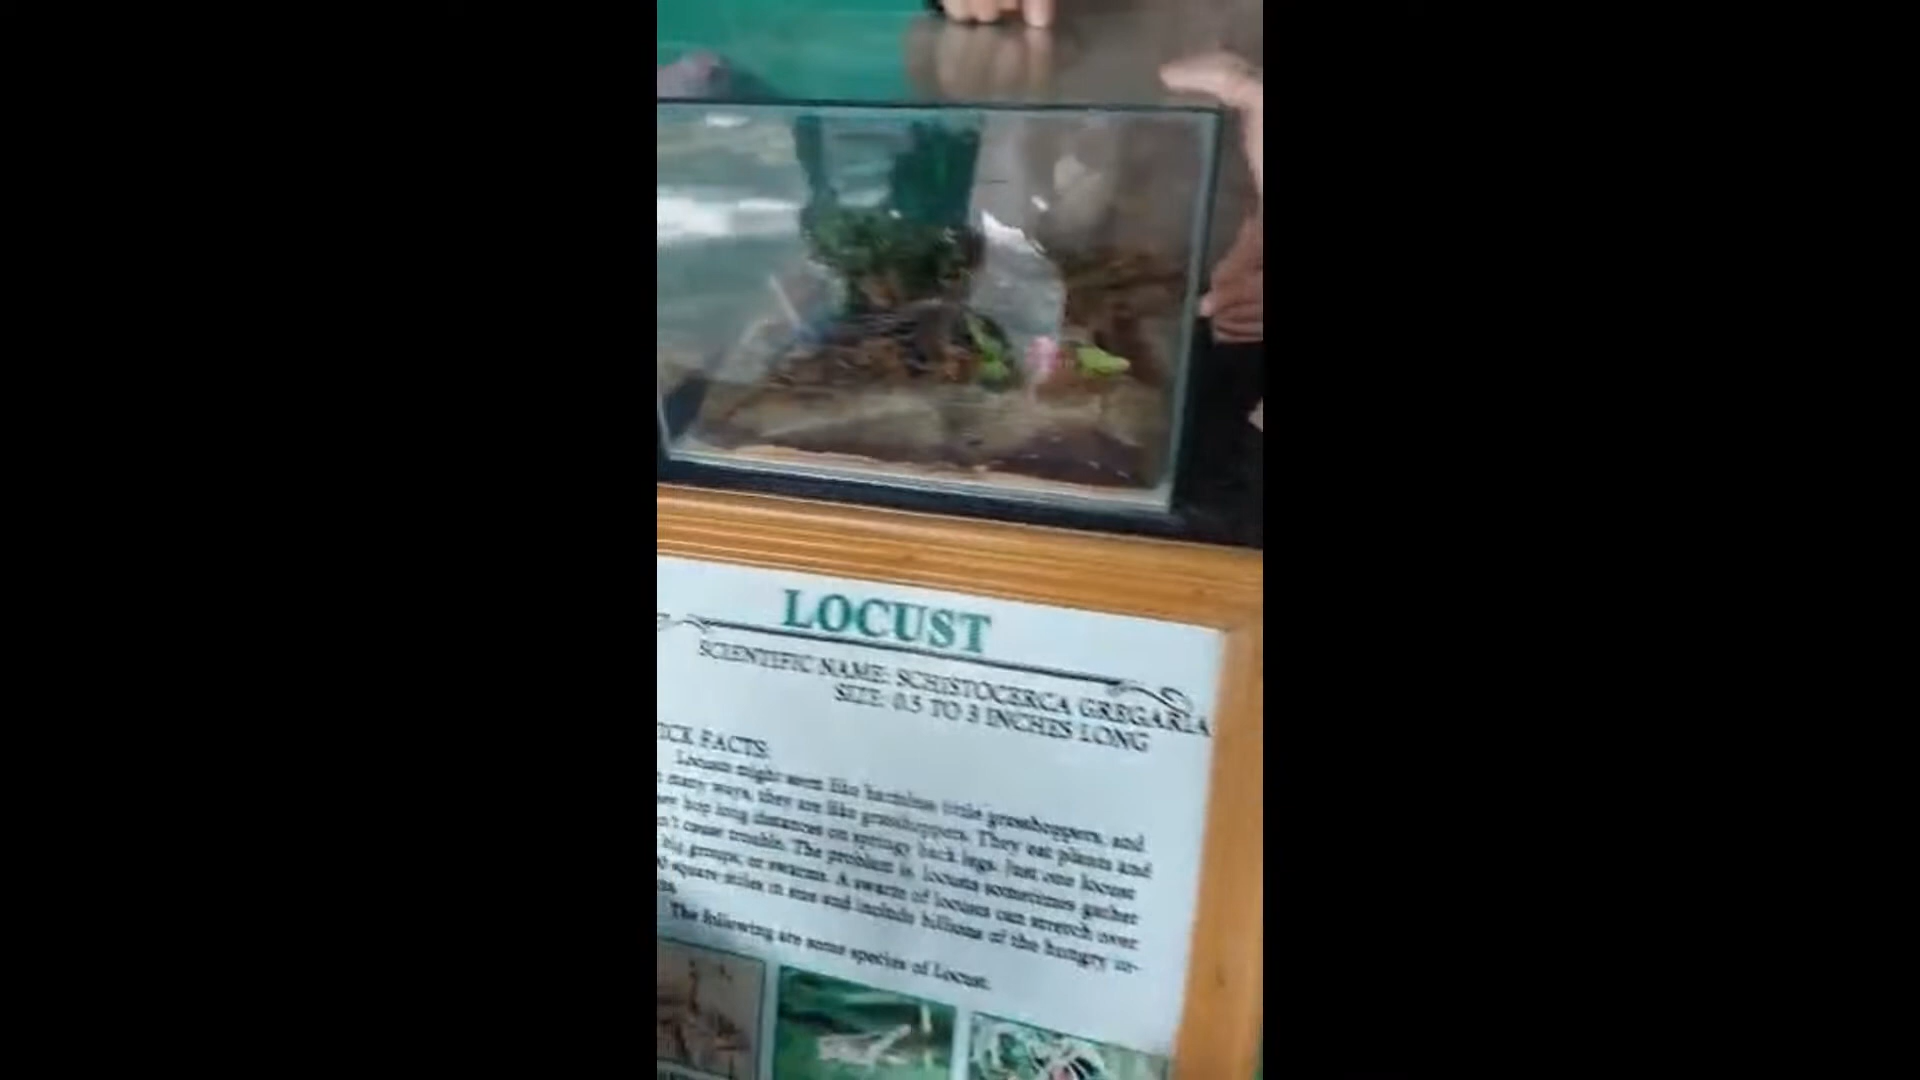 LOCUST
SCIENTIFIC NAME: SCHISTOCERCA GREGARIA
SIZE: 0.5 TO 3 INCHES LONG
FACTS:
Locusts might seem like harmless little grasshoppers, and
many ways, they are like grasshoppers. They eat plants and
hop long distances on springy back legs. Just one locust
cause trouble. The problem is, locusts sometimes gather
big groups, or swarms. A swarm of locusts can stretch over
square miles in size and include billions of the hungry
The following are some species of Locust.